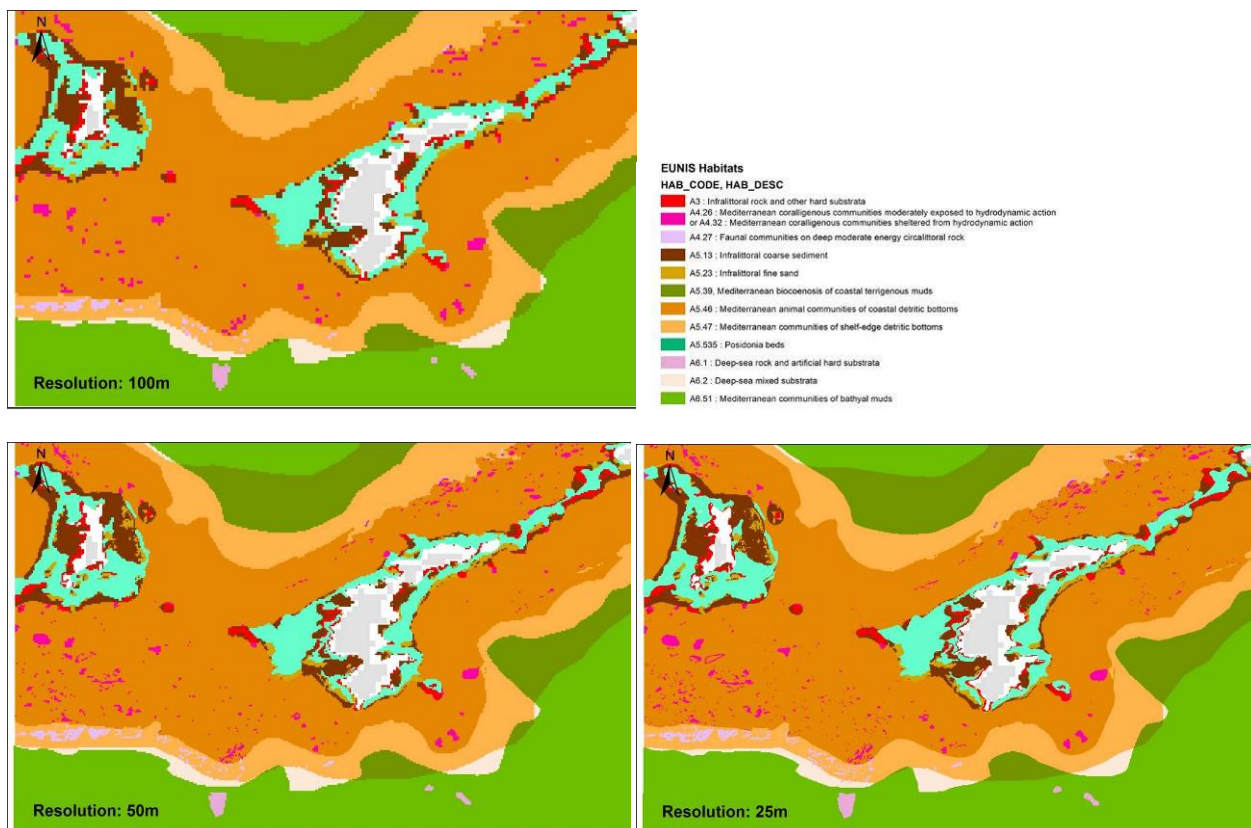 N
Resolution: 100m
EUNIS Habitats
HAB_CODE, HAB_DESC
A3 : Infralittoral rock and other hard substrata
A4.26 : Mediterranean coralligenous communities moderately exposed to hydrodynamic action
or A4.32 : Mediterranean coralligenous communities sheltered from hydrodynamic action
A4.27 : Faunal communities on deep moderate energy circalittoral rock
A5.13 : Infralittoral coarse sediment
A5.23 : Infralittoral fine sand
A5.39, Mediterranean biocoenosis of coastal terrigenous muds
A5.46 : Mediterranean animal communities of coastal detritic bottoms
A5.47 : Mediterranean communities of shelf-edge detritic bottoms
A5.535 : Posidonia beds
A6.1 : Deep-sea rock and artificial hard substrata
A6.2 : Deep-sea mixed substrata
A6.51 : Mediterranean communities of bathyal muds
N
Resolution: 50m
N
Resolution: 25m